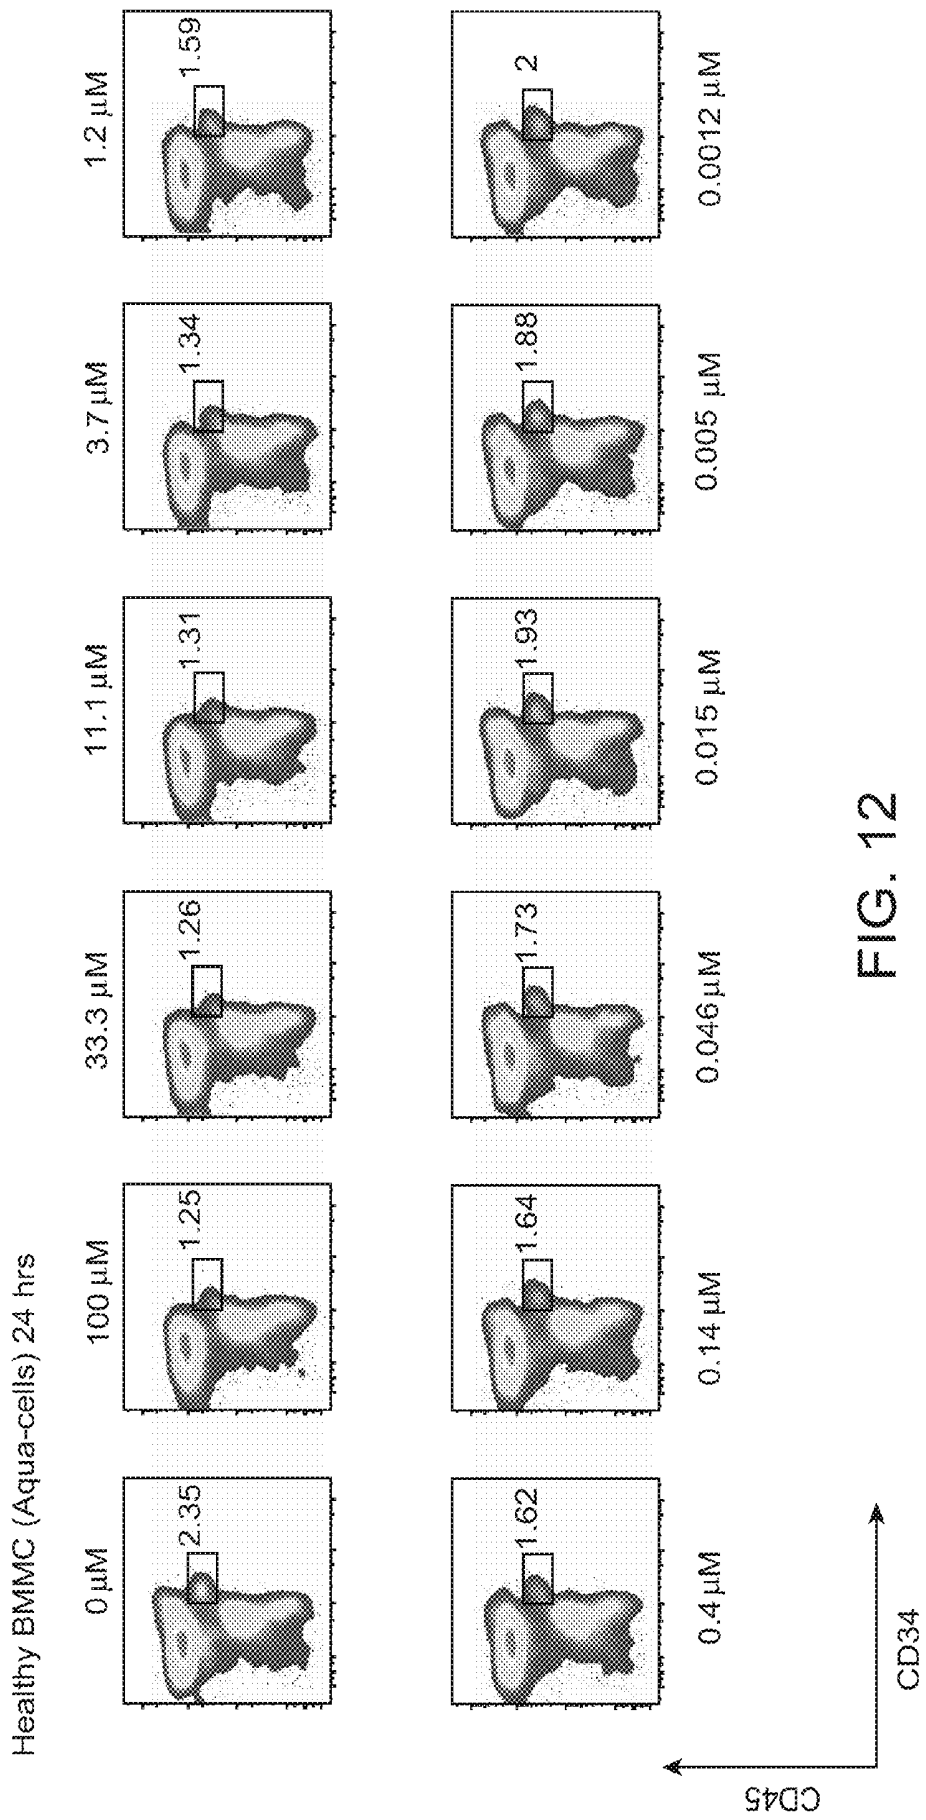 Healthy BMMC (Aqua-cells) 24 hrs
0 µM 100 µM 33.3 µM 11.1 µM 3.7 µM 1.2 µM
2.35 1.25 1.26 1.31 1.34 1.59
1.62 1.64 1.73 1.93 1.88 2
0.4 µM 0.14 µM 0.046 µM 0.015 µM 0.005 µM 0.0012 µM
CD45
CD34
FIG. 12